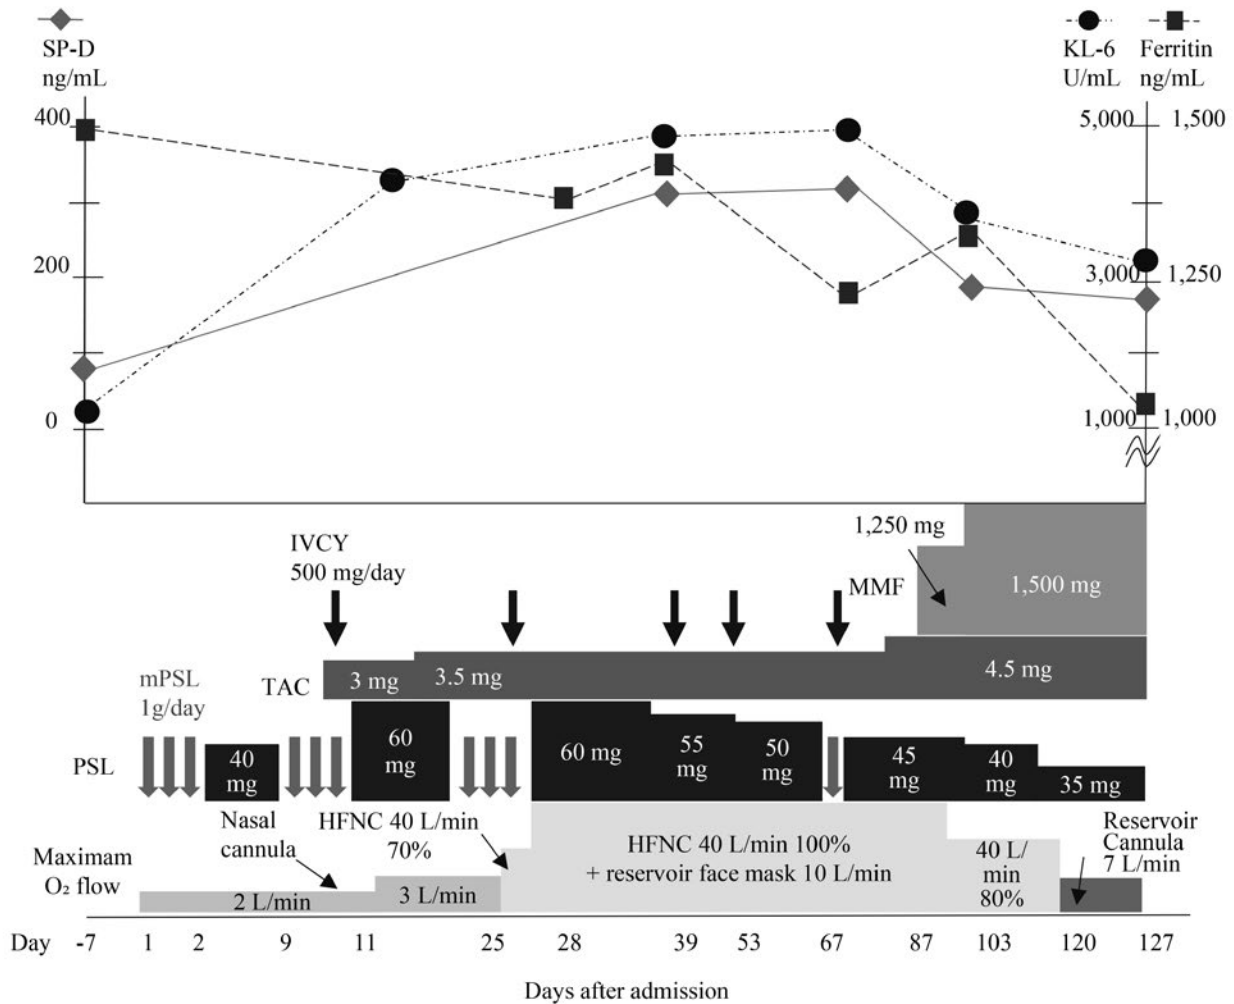 SP-D
ng/mL
KL-6
U/mL
Ferritin
ng/mL
400
200
0
5,000
1,500
3,000
1,250
1,000
1,000
IVCY
500 mg/day
1,250 mg
MMF
1,500 mg
mPSL
1g/day
TAC
3 mg
3.5 mg
4.5 mg
PSL
40
mg
60
mg
60 mg
55
mg
50
mg
45
mg
40
mg
35 mg
Nasal
cannula
HFNC 40 L/min
70%
HFNC 40 L/min 100%
+ reservoir face mask 10 L/min
40 L/
min
80%
Reservoir
Cannula
7 L/min
Maximam
O₂ flow
2 L/min
3 L/min
Day -7 1 2 9 11 25 28 39 53 67 87 103 120 127
Days after admission